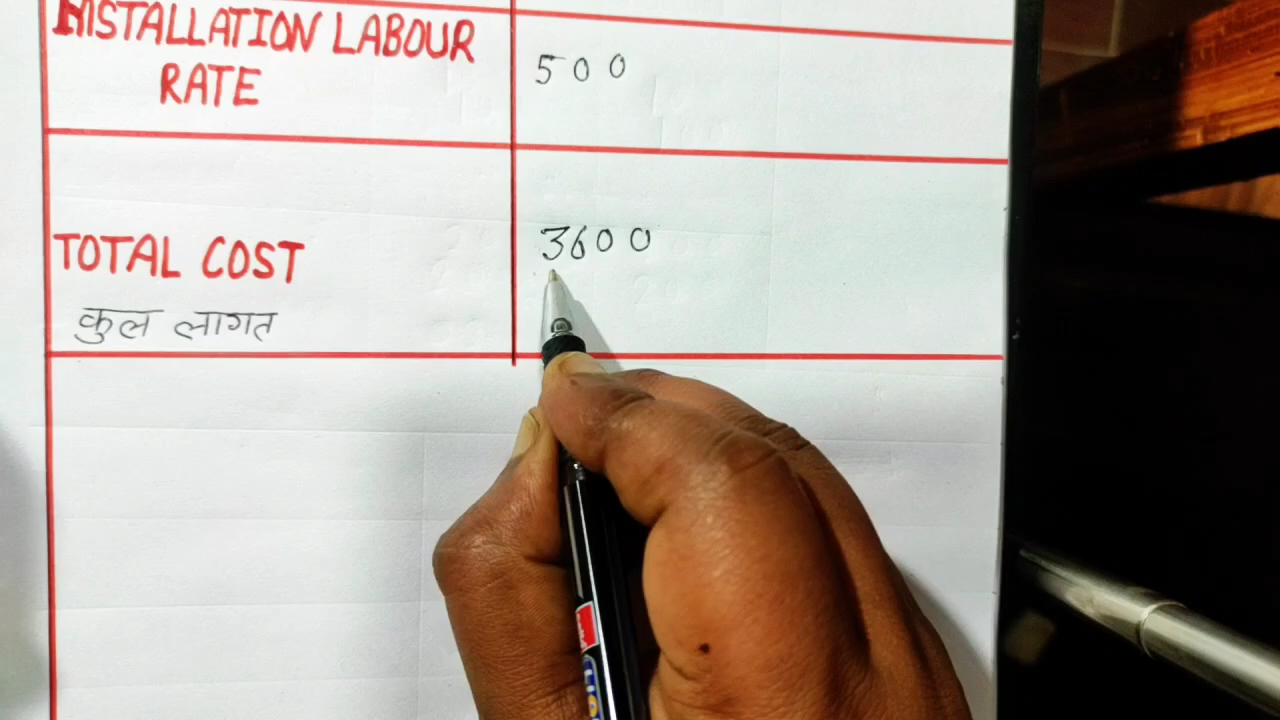 INSTALLATION LABOUR
RATE
500
TOTAL COST
3600
कुल लागत